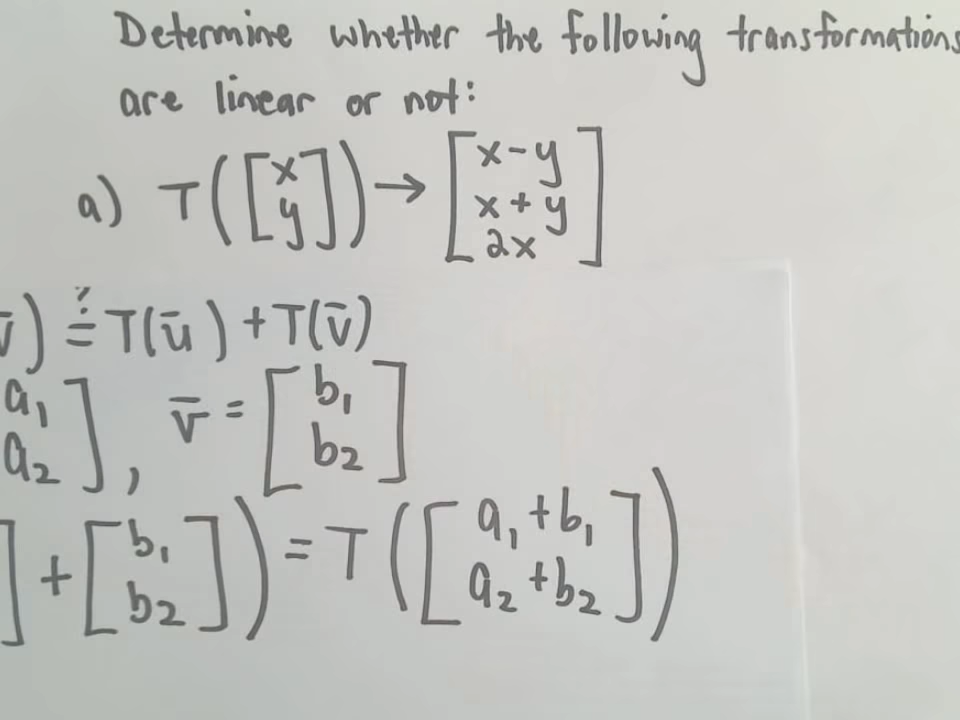 Determine whether the following transformations
are linear or not:
a) T([x y]) → [x-y x+y 2x]
v̄) ≟ T(ū) + T(v̄)
a₁ a₂], v̄ = [b₁ b₂]
] + [b₁ b₂]) = T([a₁+b₁ a₂+b₂])